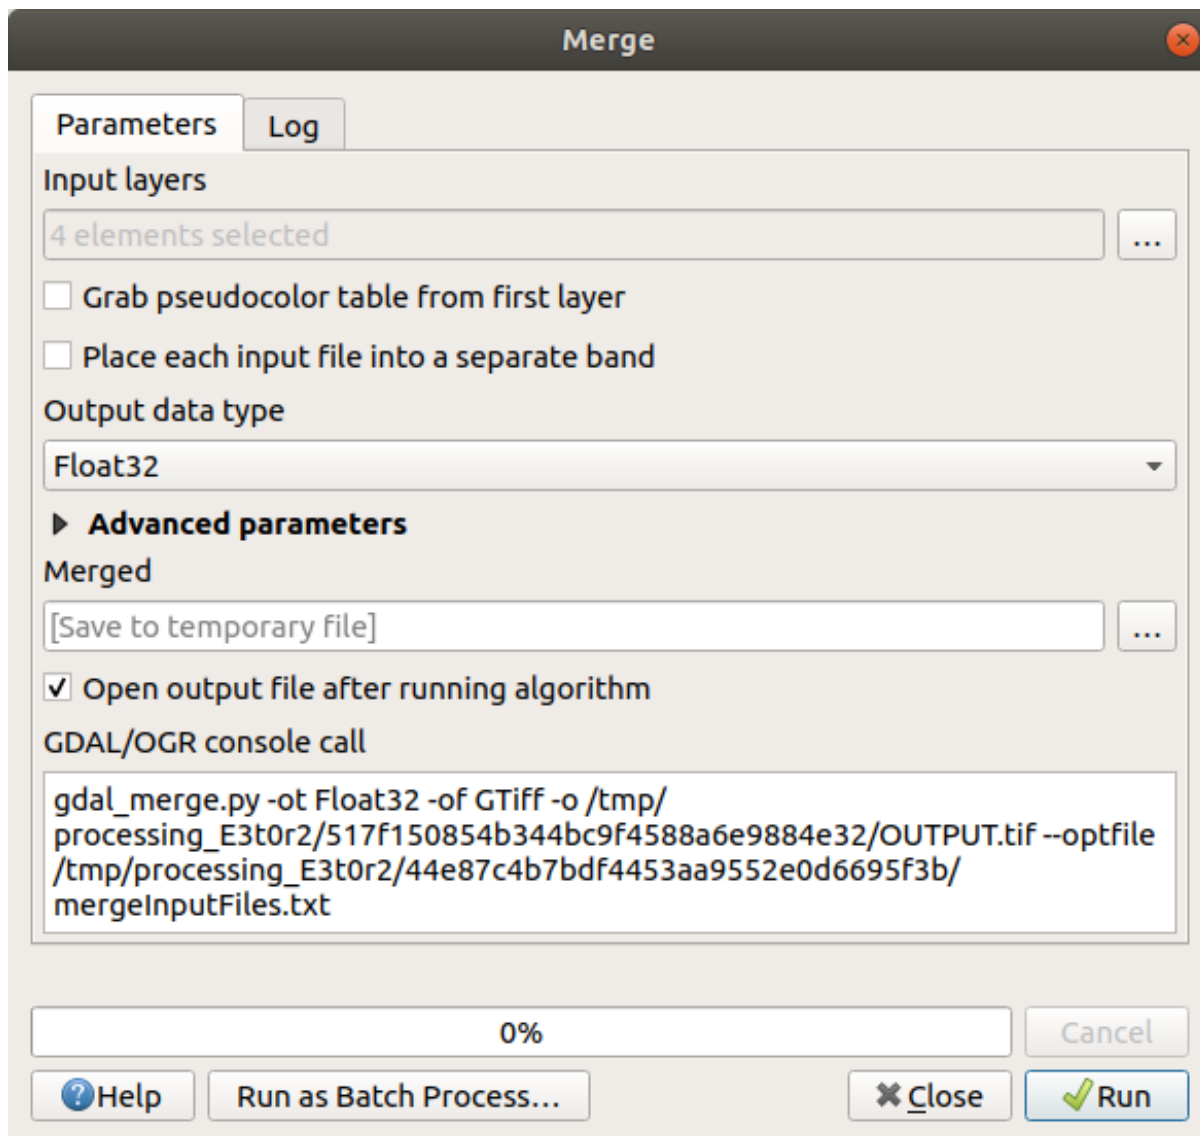 Merge
Parameters
Log
Input layers
4 elements selected
...
Grab pseudocolor table from first layer
Place each input file into a separate band
Output data type
Float32
Advanced parameters
Merged
[Save to temporary file]
...
Open output file after running algorithm
GDAL/OGR console call
gdal_merge.py -ot Float32 -of GTiff -o /tmp/
processing_E3t0r2/517f150854b344bc9f4588a6e9884e32/OUTPUT.tif --optfile
/tmp/processing_E3t0r2/44e87c4b7bdf4453aa9552e0d6695f3b/
mergeInputFiles.txt
0%
Cancel
Help
Run as Batch Process...
Close
Run